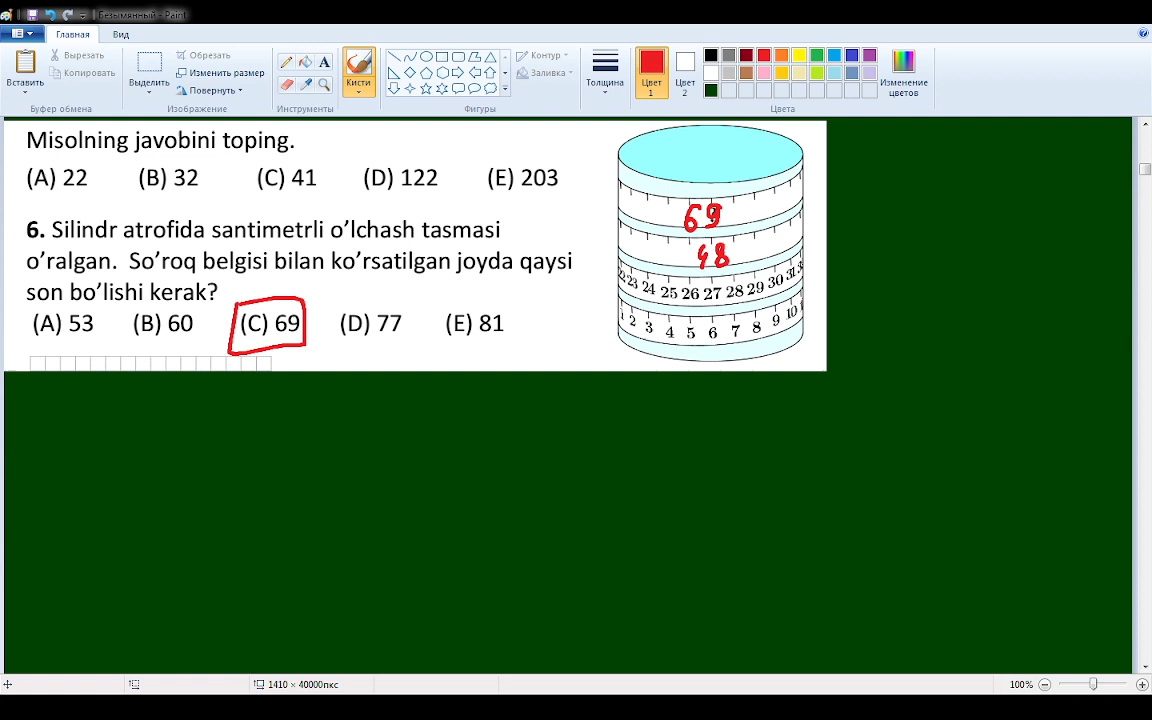 Безымянный - Paint
Главная
Вид
Вставить
Вырезать
Копировать
Буфер обмена
Выделить
Обрезать
Изменить размер
Повернуть
Изображение
A
Инструменты
Кисти
Контур
Заливка
Фигуры
Толщина
Цвет 1
Цвет 2
Изменение цветов
Цвета
Misolning javobini toping.
(A) 22 (B) 32 (C) 41 (D) 122 (E) 203
6. Silindr atrofida santimetrli o’lchash tasmasi
o’ralgan. So’roq belgisi bilan ko’rsatilgan joyda qaysi
son bo’lishi kerak?
(A) 53 (B) 60 (C) 69 (D) 77 (E) 81
69
48
22 23 24 25 26 27 28 29 30 31 32
1 2 3 4 5 6 7 8 9 10
1410 × 40000пкс
100%